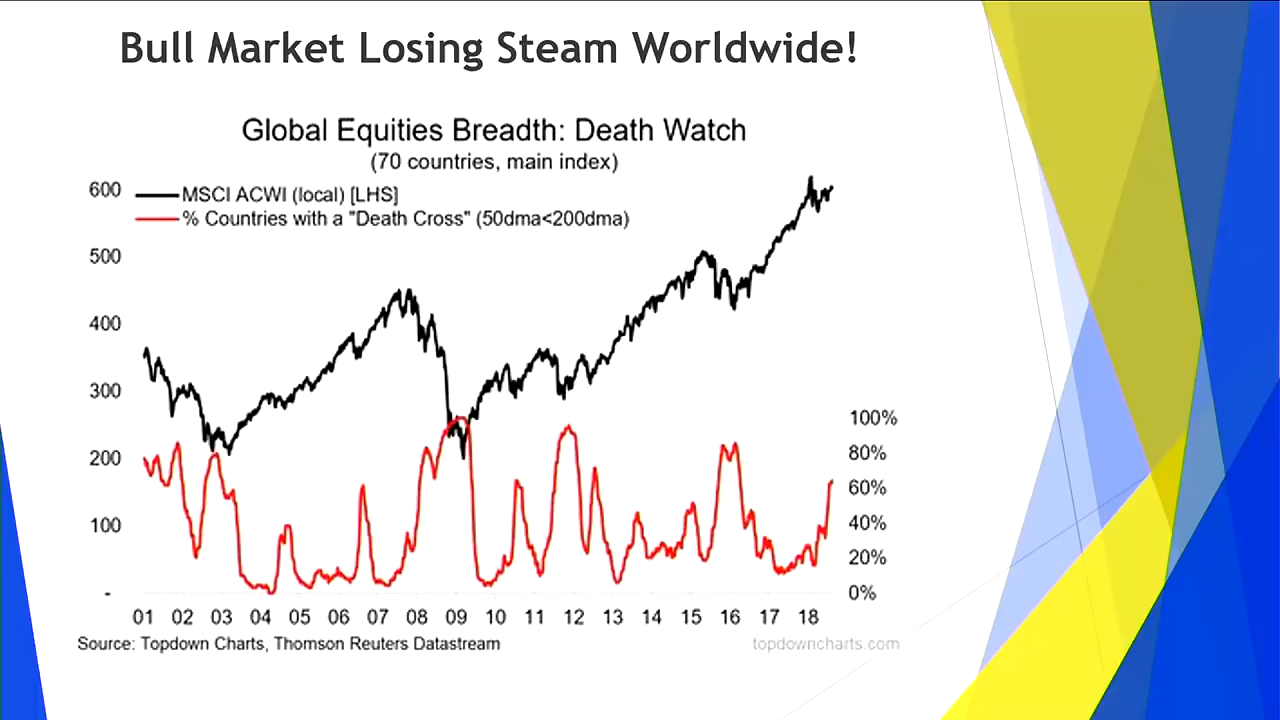 Bull Market Losing Steam Worldwide!
Global Equities Breadth: Death Watch
(70 countries, main index)
600
MSCI ACWI (local) [LHS]
% Countries with a "Death Cross" (50dma<200dma)
500
400
300
200
100
-
100%
80%
60%
40%
20%
0%
01 02 03 04 05 06 07 08 09 10 11 12 13 14 15 16 17 18
Source: Topdown Charts, Thomson Reuters Datastream
topdowncharts.com